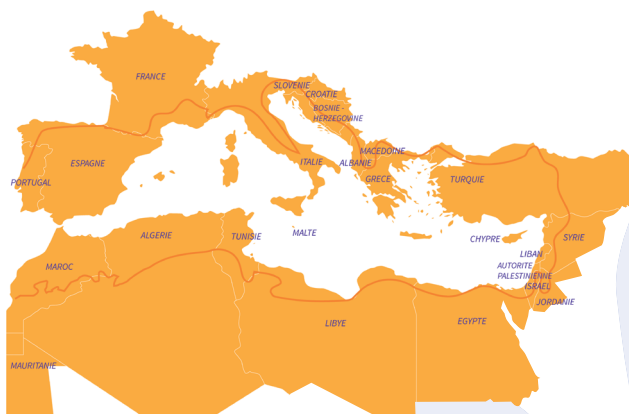 FRANCE
SLOVENIE
CROATIE
BOSNIE -
HERZEGOVINE
MACEDOINE
ITALIE
ALBANIE
ESPAGNE
GRECE
TURQUIE
PORTUGAL
ALGERIE
TUNISIE
MALTE
CHYPRE
SYRIE
LIBAN
AUTORITE
PALESTINIENNE
ISRAEL
MAROC
JORDANIE
LIBYE
EGYPTE
MAURITANIE